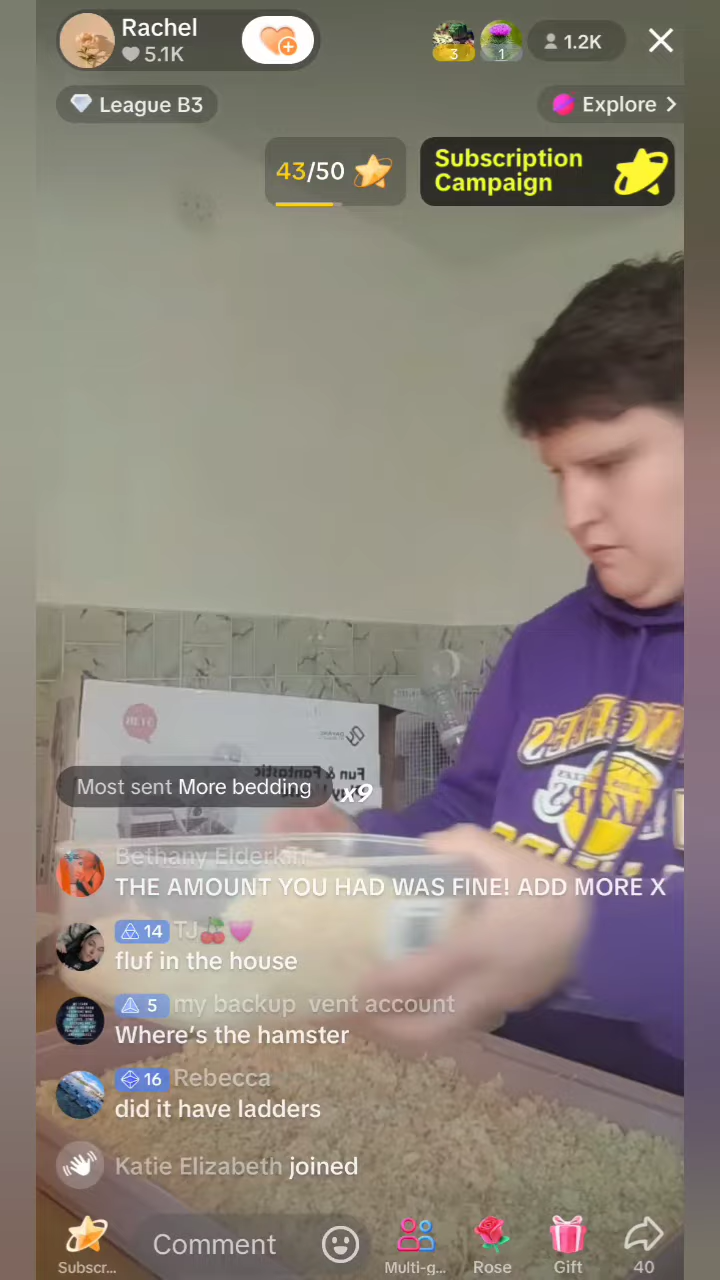 Rachel
5.1K
3
1
1.2K
League B3
Explore
43/50
Subscription
Campaign
Fun & Fantastic
Most sent More bedding
x9
Bethany Elderkin
THE AMOUNT YOU HAD WAS FINE! ADD MORE X
14 TJ🍒💗
fluf in the house
5 my backup vent account
Where's the hamster
16 Rebecca
did it have ladders
Katie Elizabeth joined
Subscr...
Comment
Multi-g...
Rose
Gift
40